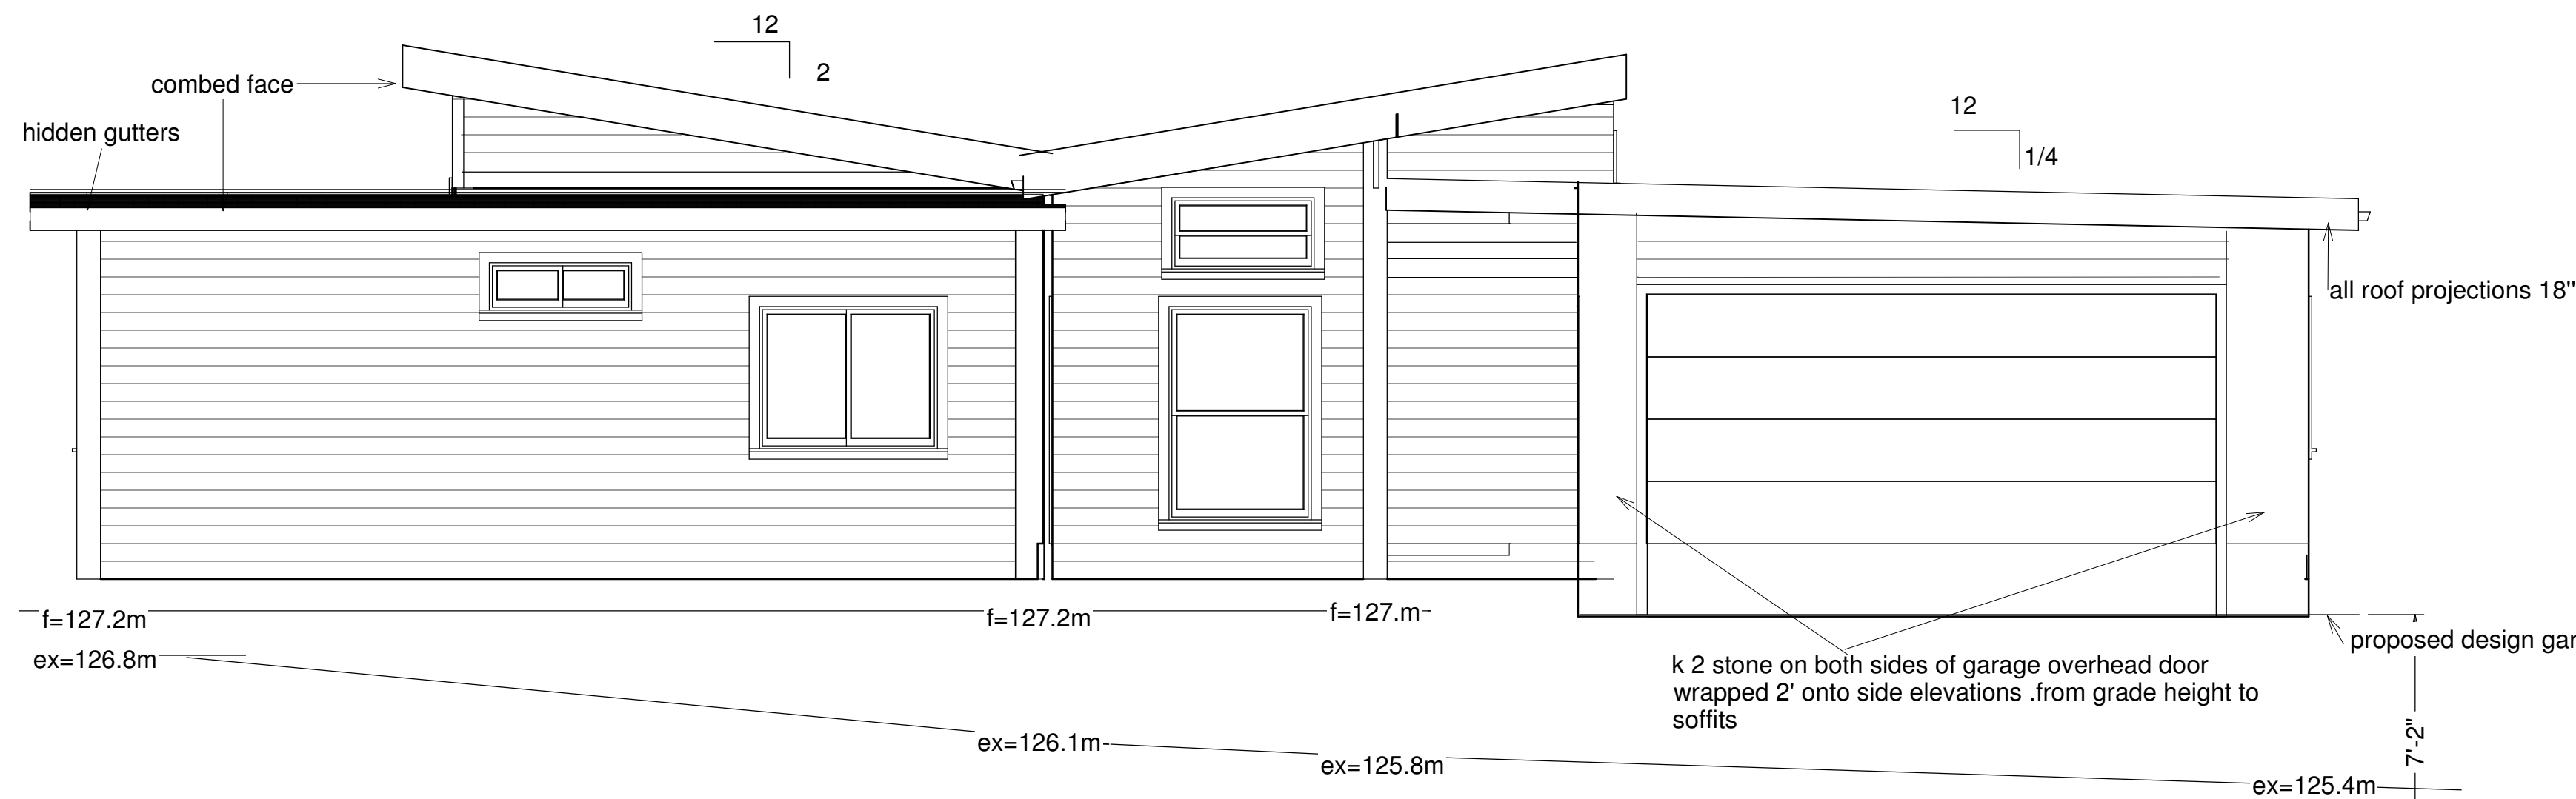 12
2
combed face
hidden gutters
12
1/4
all roof projections 18"
f=127.2m
f=127.2m
f=127.m
ex=126.8m
proposed design
k 2 stone on both sides of garage overhead door
wrapped 2' onto side elevations .from grade height to
soffits
7'-2"
ex=126.1m
ex=125.8m
ex=125.4m